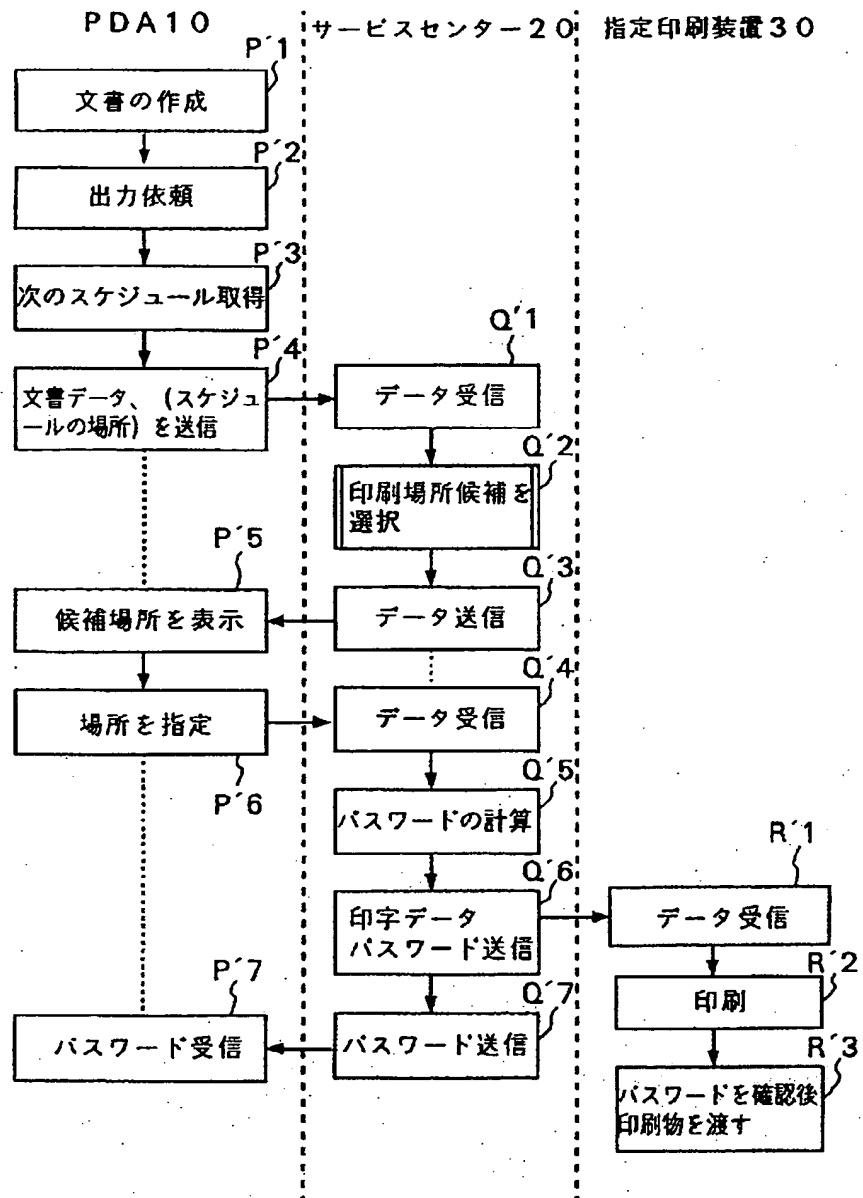 PDA10
サービスセンター20
指定印刷装置30
P´1
文書の作成
P´2
出力依頼
P´3
次のスケジュール取得
P´4
文書データ、(スケジュ
ールの場所)を送信
Q´1
データ受信
Q´2
印刷場所候補を
選択
P´5
候補場所を表示
Q´3
データ送信
P´6
場所を指定
Q´4
データ受信
Q´5
パスワードの計算
Q´6
印字データ
パスワード送信
R´1
データ受信
R´2
印刷
P´7
パスワード受信
Q´7
パスワード送信
R´3
パスワードを確認後
印刷物を渡す